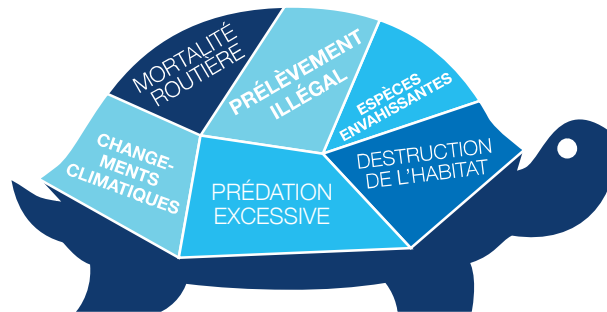 MORTALITÉ
ROUTIÈRE
PRÉLÈVEMENT
ILLÉGAL
ESPÈCES
ENVAHISSANTES
CHANGE-
MENTS
CLIMATIQUES
PRÉDATION
EXCESSIVE
DESTRUCTION
DE L'HABITAT